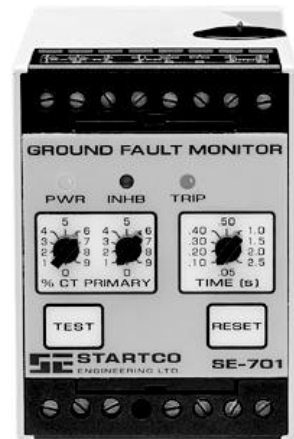 GROUND FAULT MONITOR
PWR INHB TRIP
5 5 .50
4 6 4 6 .40 1.0
3 7 3 7 .30 1.5
2 8 2 8 .20 2.0
1 9 1 9 .10 2.5
0 0 .05
% CT PRIMARY TIME (s)
TEST RESET
SE STARTCO
ENGINEERING LTD. SE-701